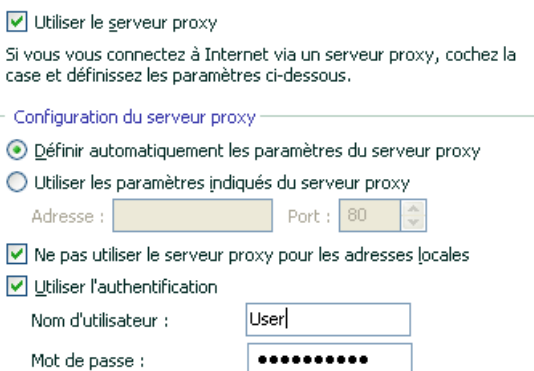 Utiliser le serveur proxy
Si vous vous connectez à Internet via un serveur proxy, cochez la
case et définissez les paramètres ci-dessous.
Configuration du serveur proxy
Définir automatiquement les paramètres du serveur proxy
Utiliser les paramètres indiqués du serveur proxy
Adresse : Port : 80
Ne pas utiliser le serveur proxy pour les adresses locales
Utiliser l'authentification
Nom d'utilisateur : User
Mot de passe : ••••••••••